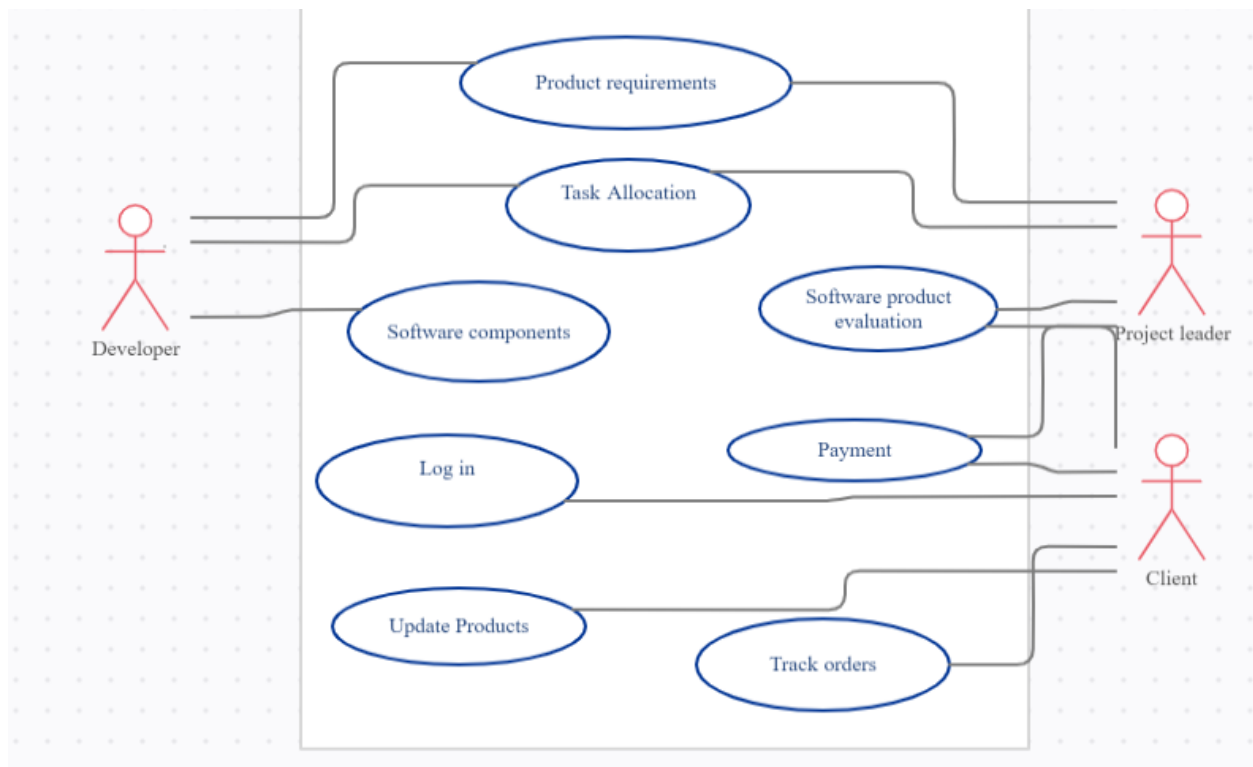 Product requirements
Task Allocation
Software product
evaluation
Software components
Developer
Project leader
Payment
Log in
Client
Update Products
Track orders